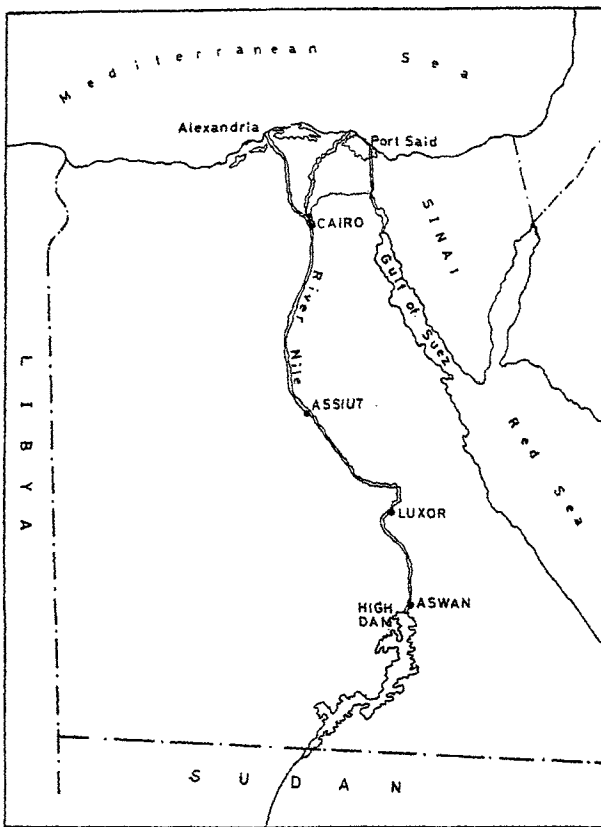 Mediterranean Sea
Alexandria
Port Said
CAIRO
SINAI
Gulf of Suez
River Nile
LIBYA
ASSIUT
Red Sea
LUXOR
HIGH DAM
ASWAN
SUDAN